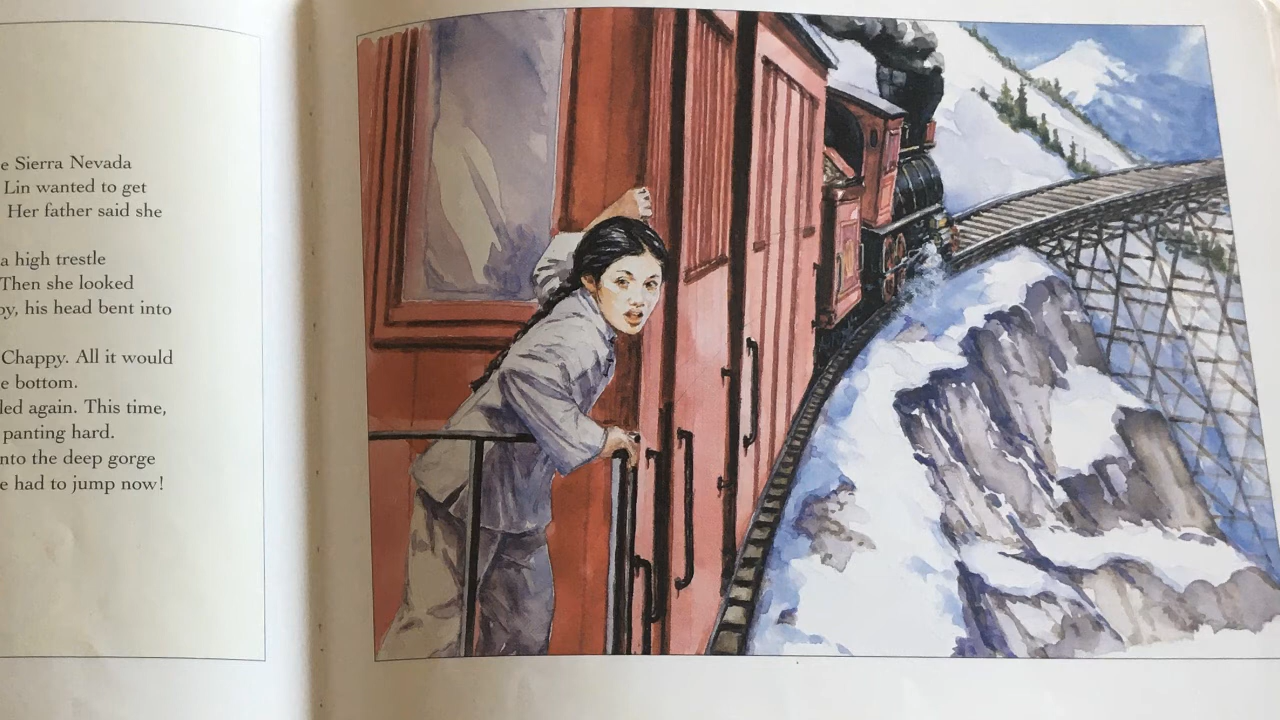 e Sierra Nevada
Lin wanted to get
Her father said she
a high trestle
Then she looked
by, his head bent into
Chappy. All it would
e bottom.
led again. This time,
panting hard.
nto the deep gorge
e had to jump now!